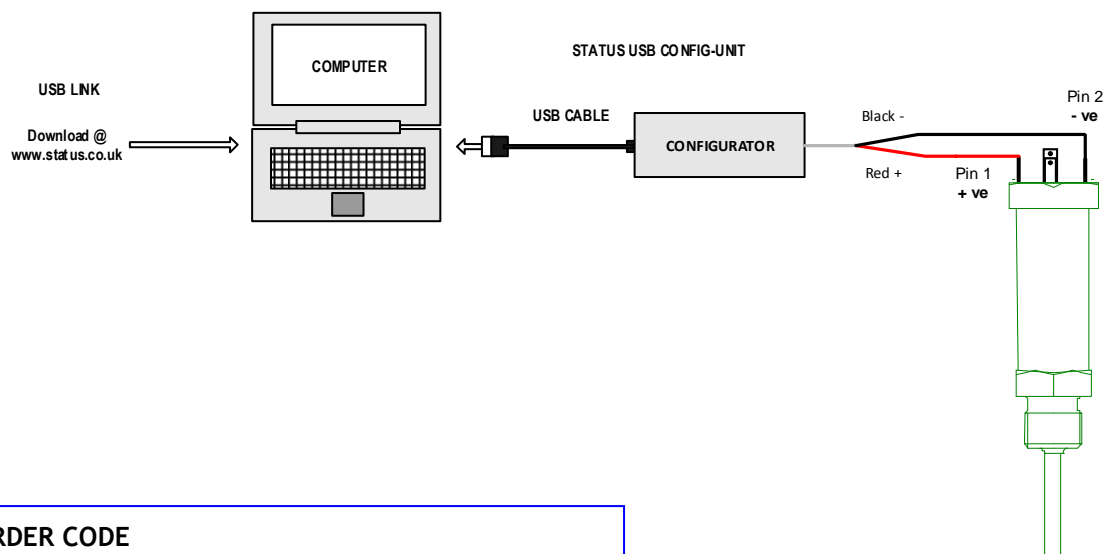 COMPUTER
STATUS USB CONFIG-UNIT
USB LINK
Download @
www.status.co.uk
USB CABLE
CONFIGURATOR
Black -
Red +
Pin 2
- ve
Pin 1
+ ve
RDER CODE